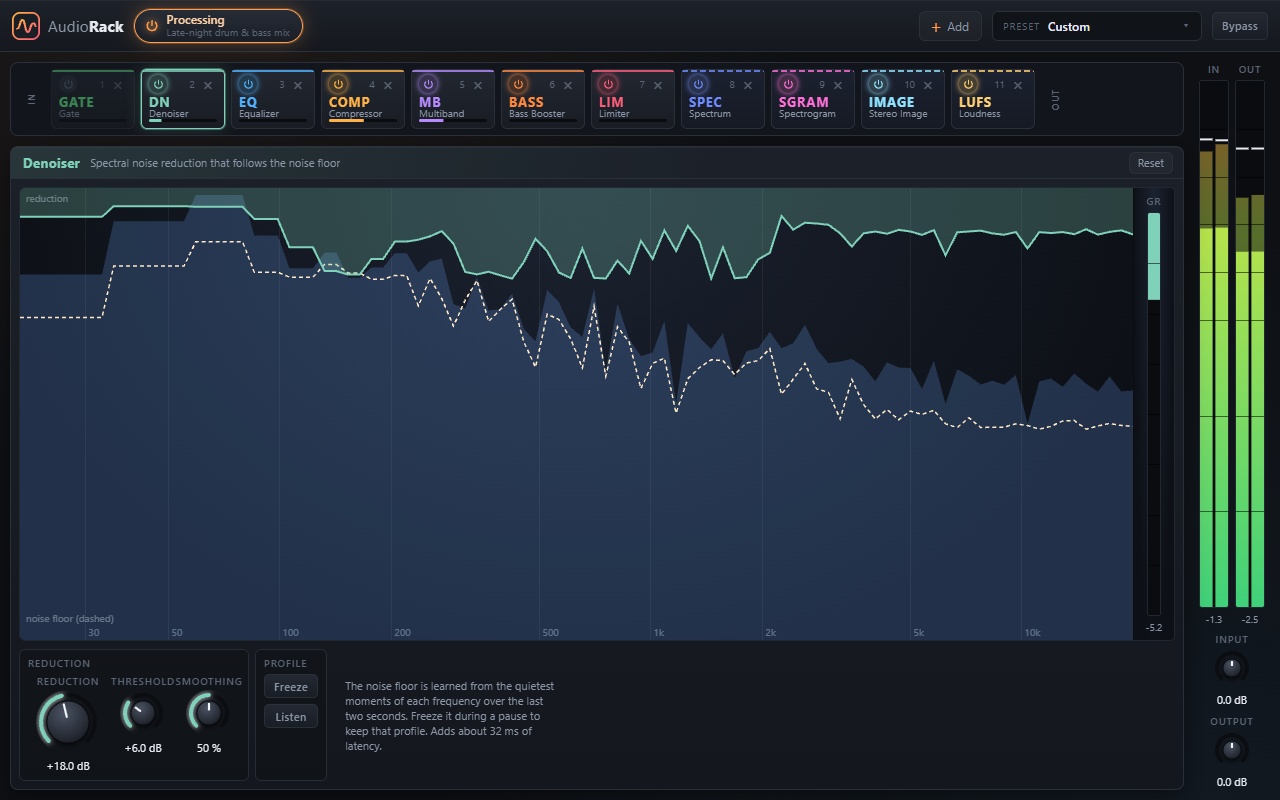 AudioRack
Processing
Late-night drum & bass mix
+ Add
PRESET Custom
Bypass
IN
1
GATE
Gate
2
DN
Denoiser
3
EQ
Equalizer
4
COMP
Compressor
5
MB
Multiband
6
BASS
Bass Booster
7
LIM
Limiter
8
SPEC
Spectrum
9
SGRAM
Spectrogram
10
IMAGE
Stereo Image
11
LUFS
Loudness
OUT
IN OUT
Denoiser Spectral noise reduction that follows the noise floor
Reset
reduction
GR
noise floor (dashed)
30 50 100 200 500 1k 2k 5k 10k
-5.2
-1.3 -2.5
INPUT
0.0 dB
OUTPUT
0.0 dB
REDUCTION
REDUCTION THRESHOLD SMOOTHING
+18.0 dB
+6.0 dB
50 %
PROFILE
Freeze
Listen
The noise floor is learned from the quietest
moments of each frequency over the last
two seconds. Freeze it during a pause to
keep that profile. Adds about 32 ms of
latency.